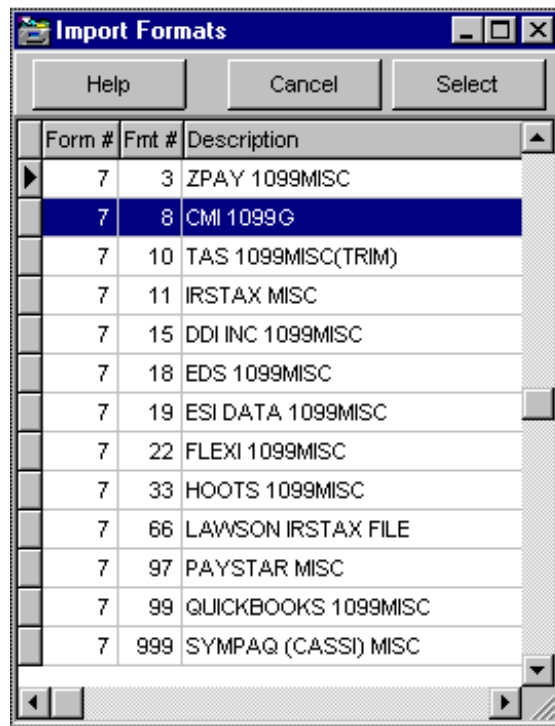 Import Formats
Help Cancel Select
Form # Fmt # Description
7 3 ZPAY 1099MISC
7 8 CMI 1099G
7 10 TAS 1099MISC(TRIM)
7 11 IRSTAX MISC
7 15 DDI INC 1099MISC
7 18 EDS 1099MISC
7 19 ESI DATA 1099MISC
7 22 FLEXI 1099MISC
7 33 HOOTS 1099MISC
7 66 LAWSON IRSTAX FILE
7 97 PAYSTAR MISC
7 99 QUICKBOOKS 1099MISC
7 999 SYMPAQ (CASSI) MISC